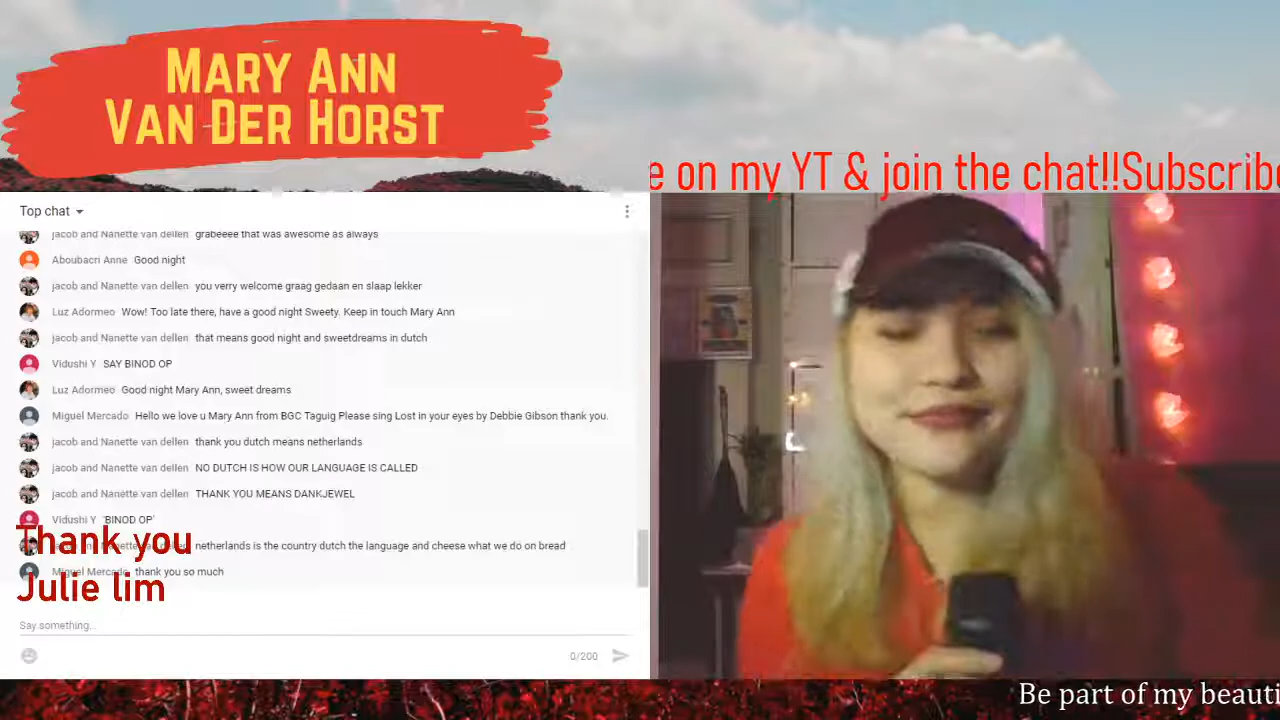 MARY ANN
VAN DER HORST
e on my YT & join the chat!!Subscribe
Top chat
jacob and Nanette van dellen grabeeee that was awesome as always
Aboubacri Anne Good night
jacob and Nanette van dellen you verry welcome graag gedaan en slaap lekker
Luz Adormeo Wow! Too late there, have a good night Sweety. Keep in touch Mary Ann
jacob and Nanette van dellen that means good night and sweetdreams in dutch
Vidushi Y SAY BINOD OP
Luz Adormeo Good night Mary Ann, sweet dreams
Miguel Mercado Hello we love u Mary Ann from BGC Taguig Please sing Lost in your eyes by Debbie Gibson thank you.
jacob and Nanette van dellen thank you dutch means netherlands
jacob and Nanette van dellen NO DUTCH IS HOW OUR LANGUAGE IS CALLED
jacob and Nanette van dellen THANK YOU MEANS DANKJEWEL
Vidushi Y 'BINOD OP'
Thank you
netherlands is the country dutch the language and cheese what we do on bread
Miguel Mercado thank you so much
Julie lim
Say something...
0/200
Be part of my beauti